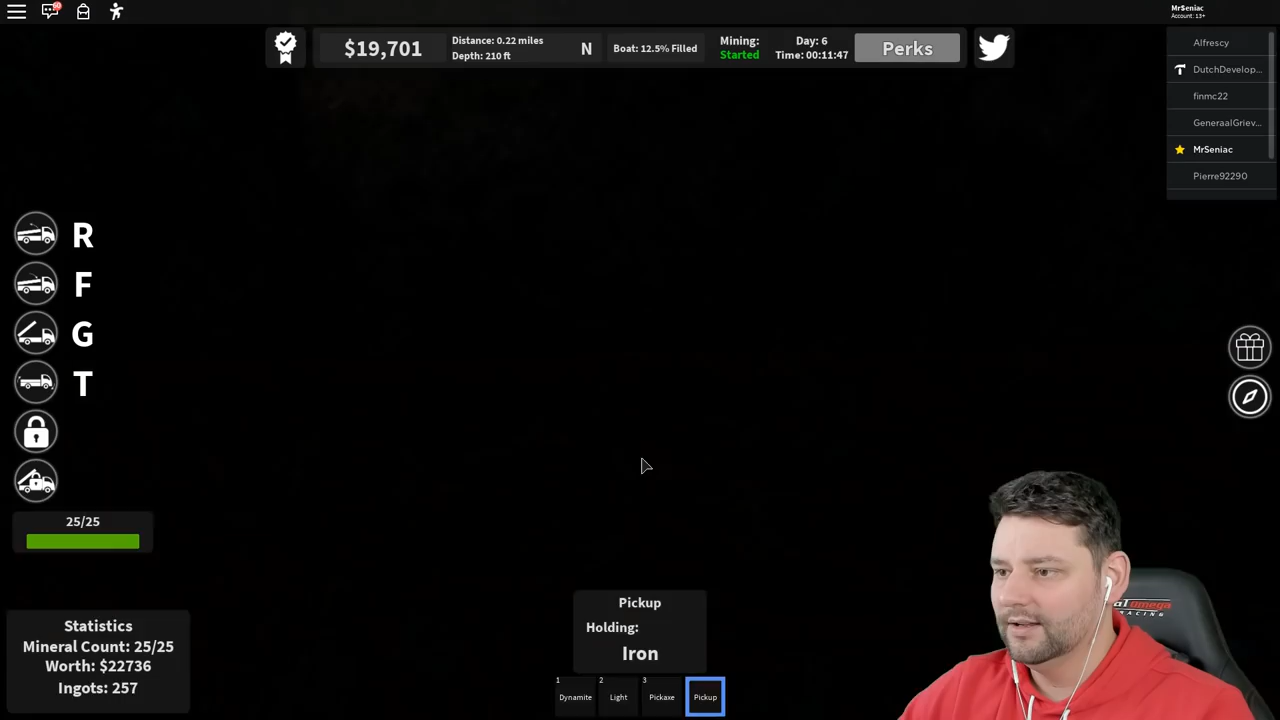 MrSeniac
Account: 13+
$19,701
Distance: 0.22 miles
Depth: 210 ft
N
Boat: 12.5% Filled
Mining:
Started
Day: 6
Time: 00:11:47
Perks
Alfrescy
DutchDevelop...
finmc22
GeneraalGriev...
MrSeniac
Pierre92290
R
F
G
T
25/25
Statistics
Mineral Count: 25/25
Worth: $22736
Ingots: 257
Pickup
Holding:
Iron
1
Dynamite
2
Light
3
Pickaxe
Pickup
RACING